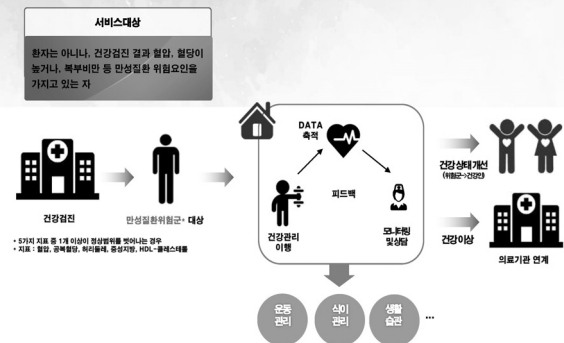 서비스대상
환자는 아니나, 건강검진 결과 혈압, 혈당이
높거나, 복부비만 등 만성질환 위험요인을
가지고 있는 자
건강검진
만성질환위험군* 대상
* 5가지 지표 중 1개 이상이 정상범위를 벗어나는 경우
* 지표 : 혈압, 공복혈당, 허리둘레, 중성지방, HDL-콜레스테롤
DATA
축적
피드백
건강관리
이행
모니터링
및상담
건강상태개선
(위험군->건강인)
건강이상
의료기관 연계
운동
관리
식이
관리
생활
습관
...